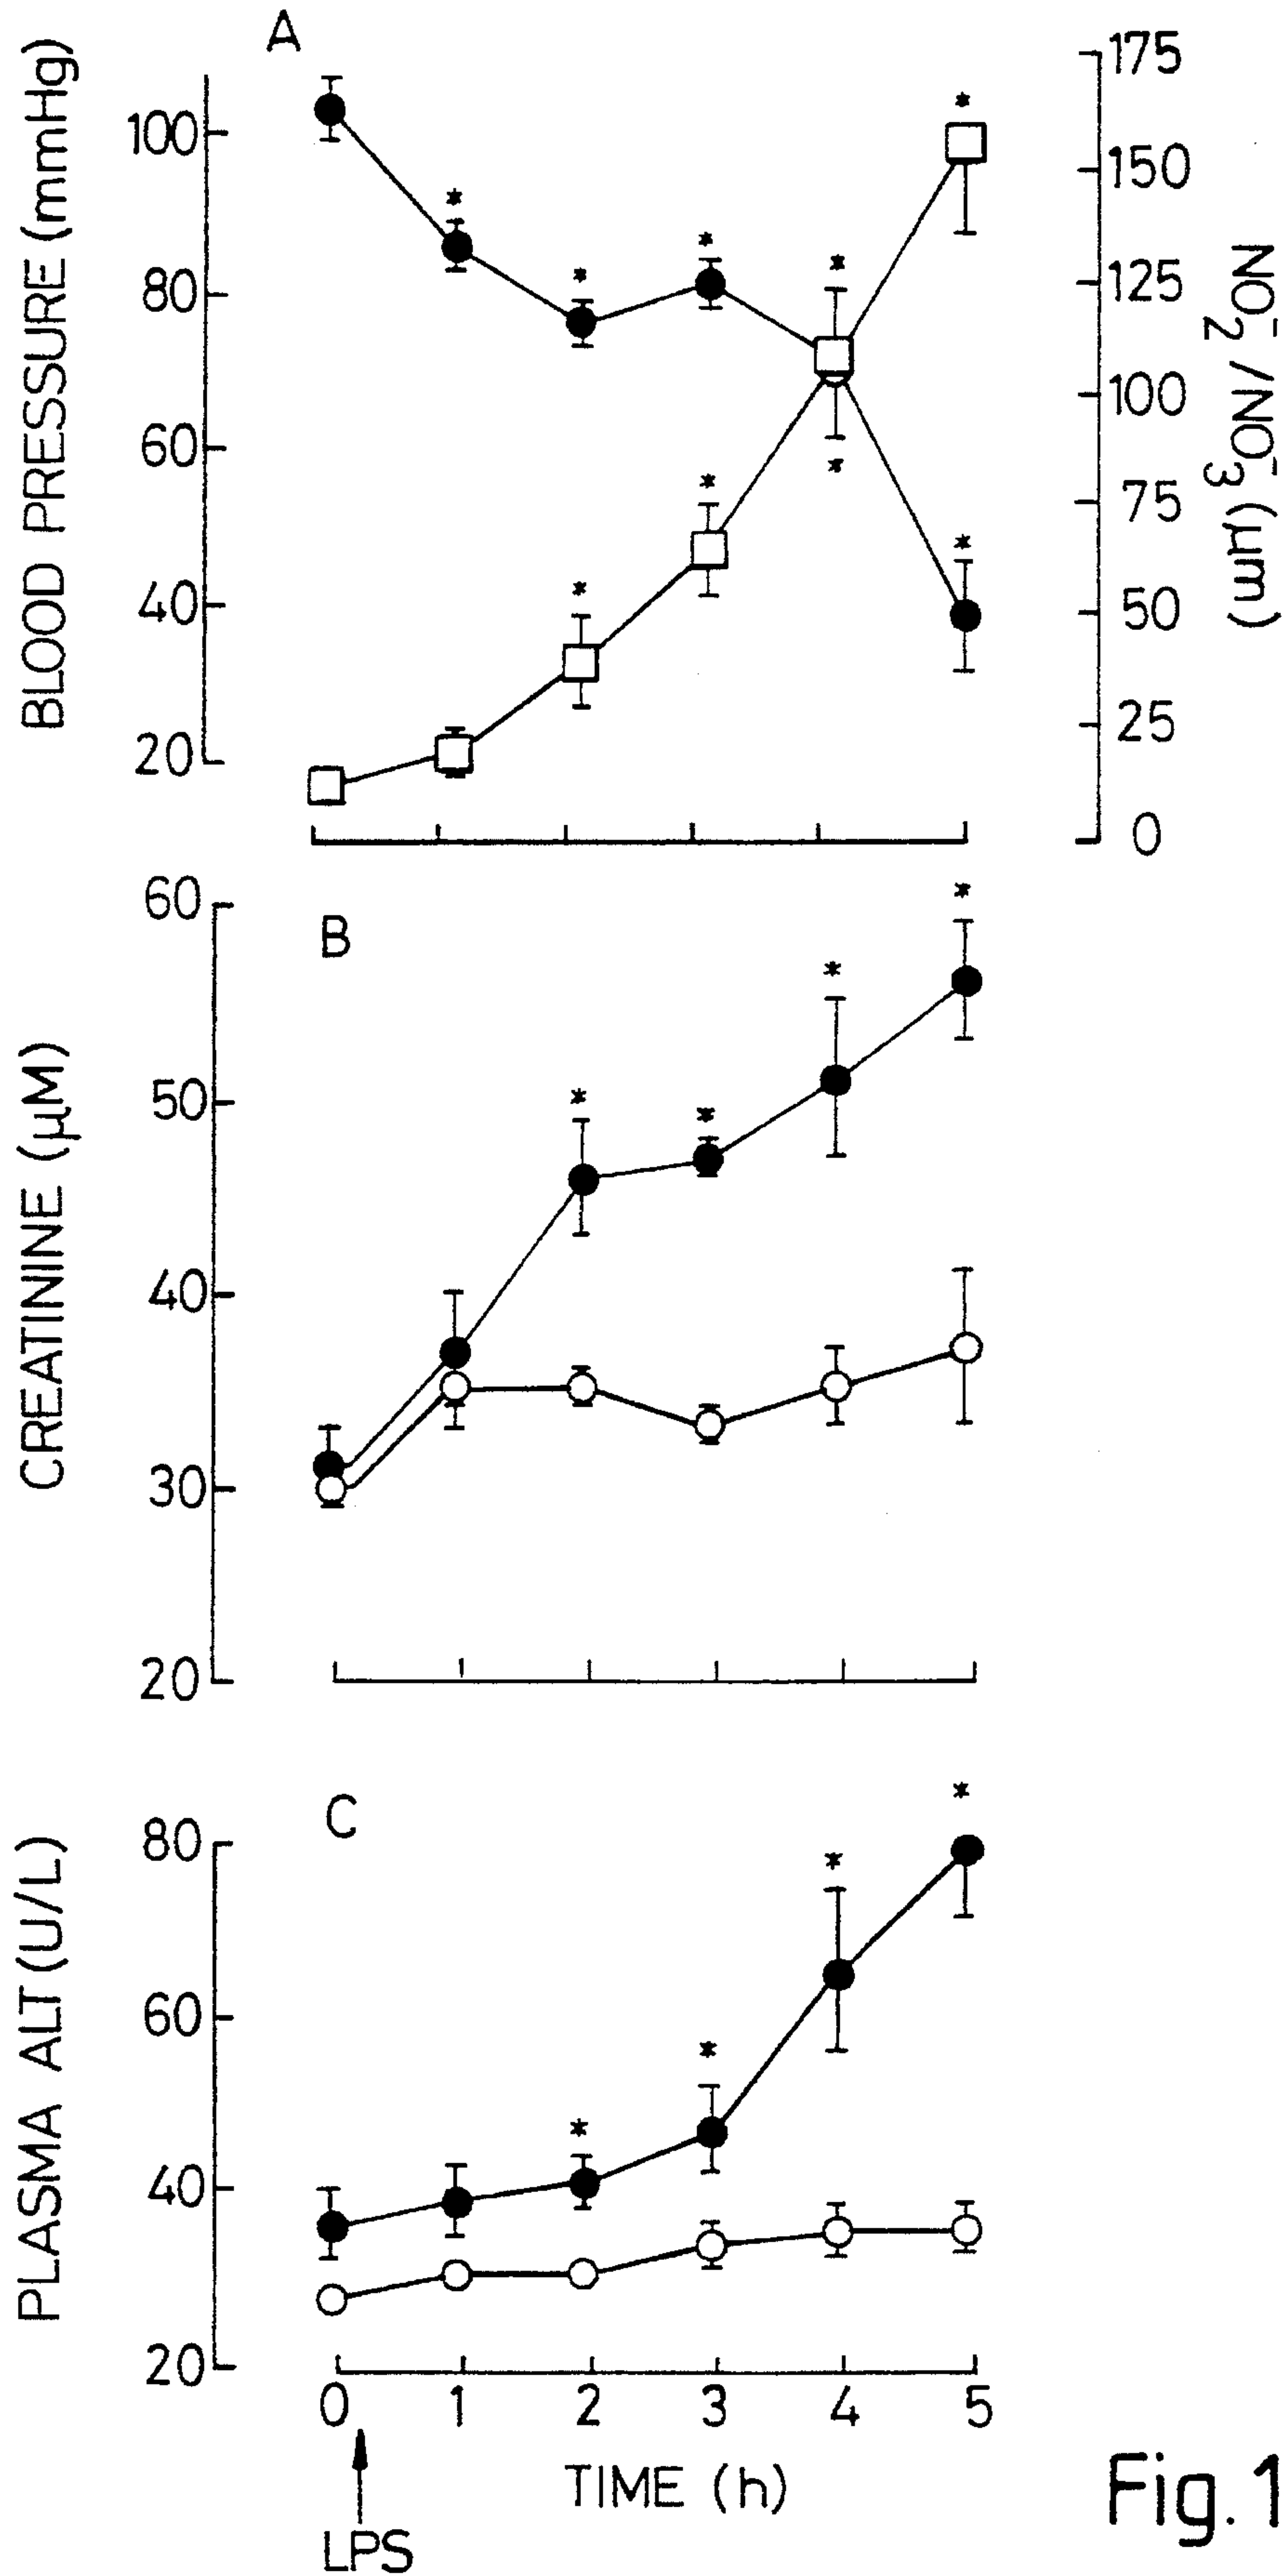 A
BLOOD PRESSURE (mmHg)
100
80
60
40
20
175
150
125
100
75
50
25
0
NO₂⁻/NO₃⁻ (μm)
* * * * * * * * *
B
CREATININE (μM)
60
50
40
30
20
* * * *
C
PLASMA ALT (U/L)
80
60
40
20
* * * *
0 1 2 3 4 5
TIME (h)
LPS
Fig.1